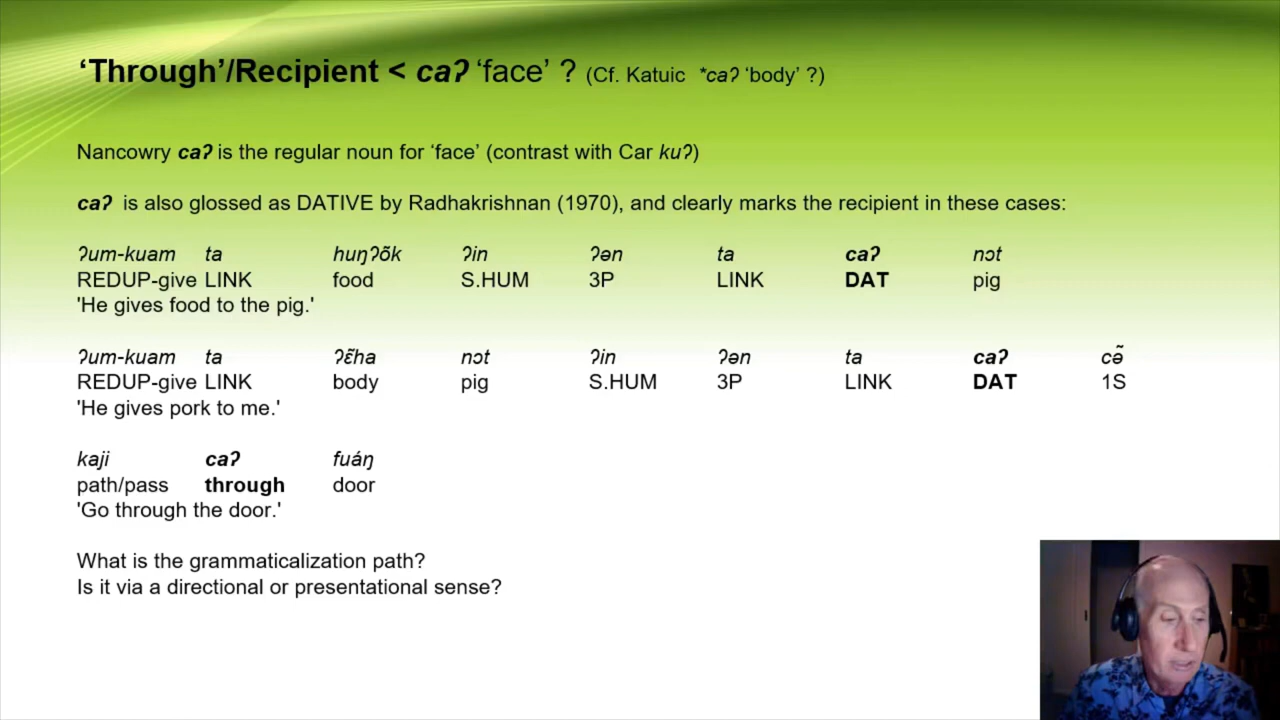 ‘Through’/Recipient < caʔ ‘face’ ? (Cf. Katuic *caʔ ‘body’ ?)
Nancowry caʔ is the regular noun for ‘face’ (contrast with Car kuʔ)
caʔ is also glossed as DATIVE by Radhakrishnan (1970), and clearly marks the recipient in these cases:
ʔum-kuam ta huŋʔõk ʔin ʔən ta caʔ nɔt
REDUP-give LINK food S.HUM 3P LINK DAT pig
'He gives food to the pig.'
ʔum-kuam ta ʔɛ̃ha nɔt ʔin ʔən ta caʔ cə̃
REDUP-give LINK body pig S.HUM 3P LINK DAT 1S
'He gives pork to me.'
kaji caʔ fuáŋ
path/pass through door
'Go through the door.'
What is the grammaticalization path?
Is it via a directional or presentational sense?